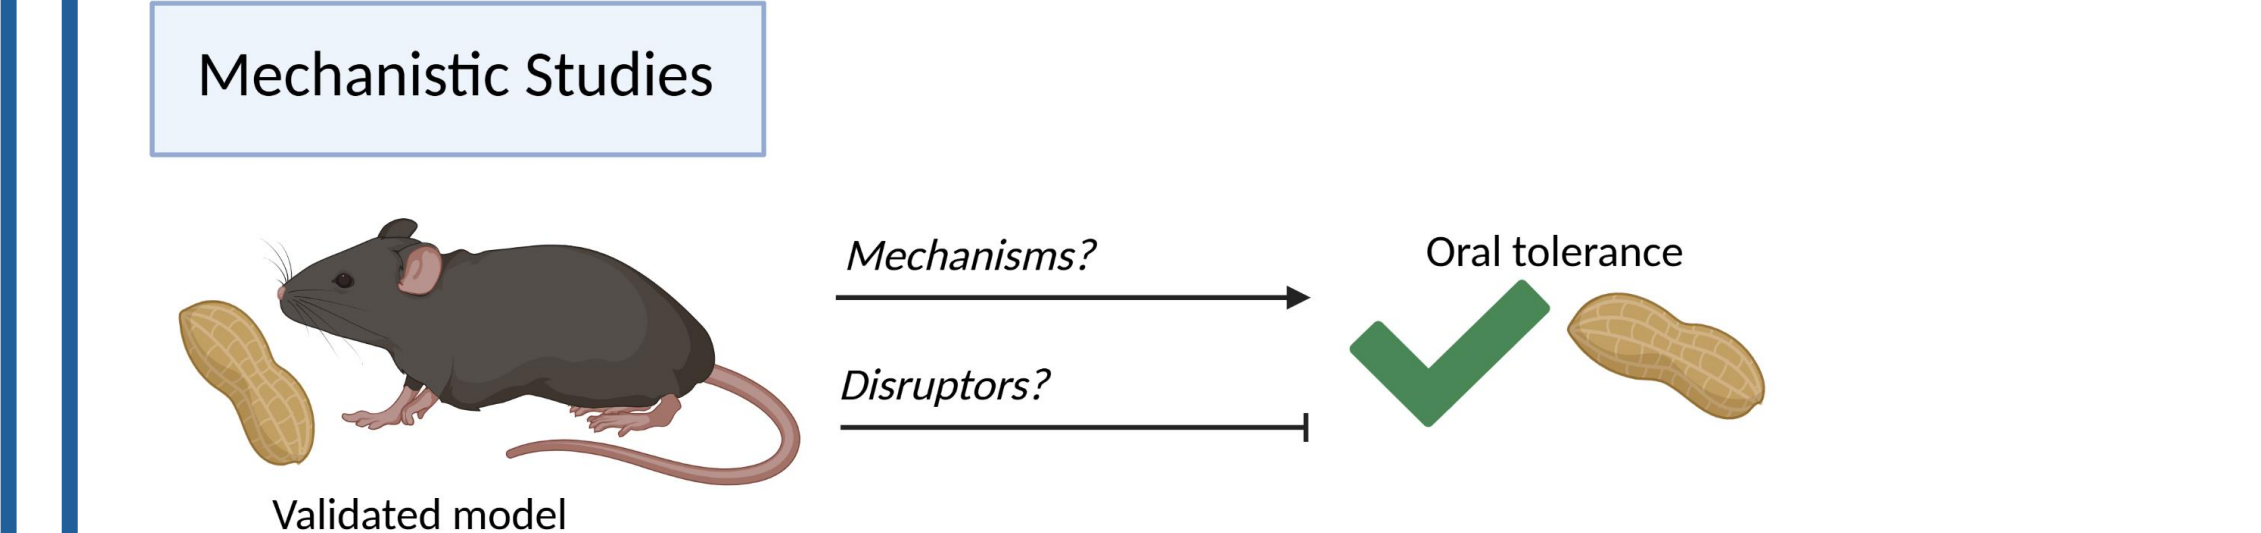 Mechanistic Studies
Mechanisms?
Oral tolerance
Disruptors?
Validated model